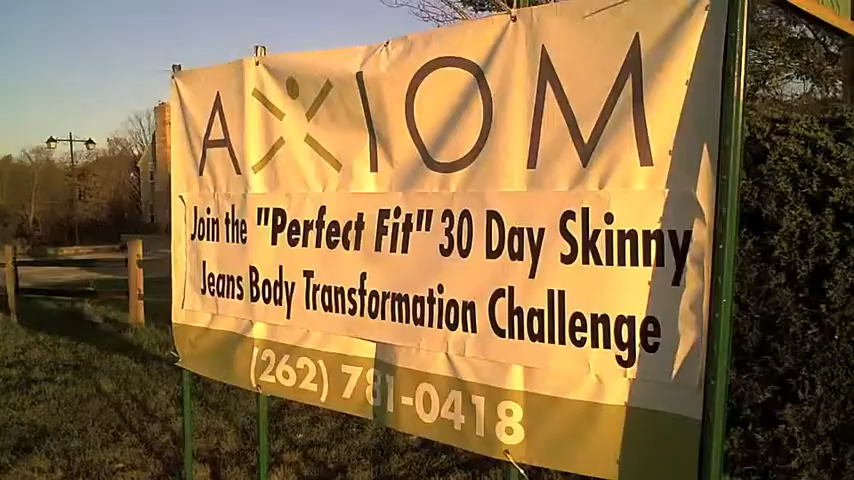 AXIOM
Join the "Perfect Fit" 30 Day Skinny
Jeans Body Transformation Challenge
(262) 781-0418